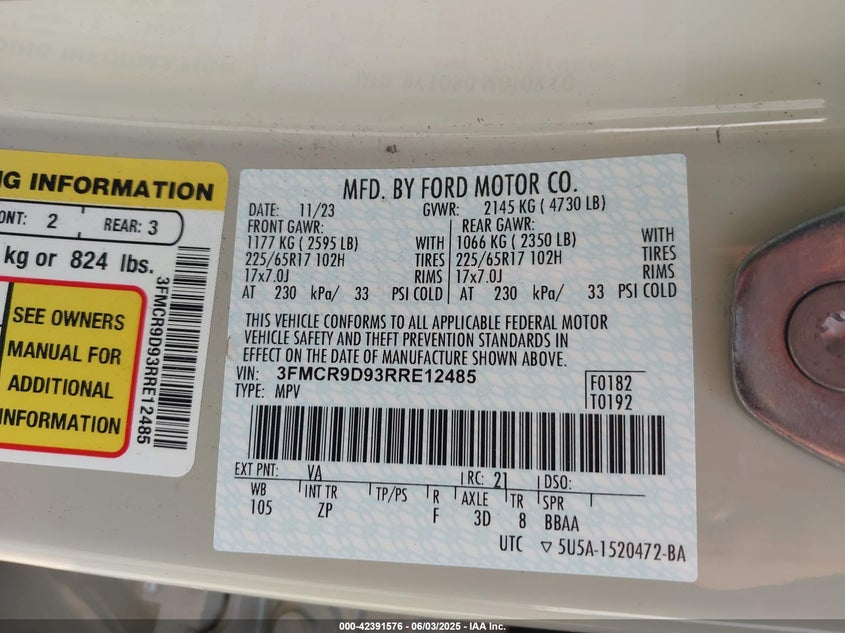 NG INFORMATION
ONT: 2 REAR: 3
kg or 824 lbs.
SEE OWNERS
MANUAL FOR
ADDITIONAL
INFORMATION
3FMCR9D93RRE12485
MFD. BY FORD MOTOR CO.
DATE: 11/23 GVWR: 2145 KG ( 4730 LB)
FRONT GAWR: REAR GAWR:
1177 KG ( 2595 LB) WITH 1066 KG ( 2350 LB) WITH
225/65R17 102H TIRES 225/65R17 102H TIRES
17x7.0J RIMS 17x7.0J RIMS
AT 230 kPa/ 33 PSI COLD AT 230 kPa/ 33 PSI COLD
THIS VEHICLE CONFORMS TO ALL APPLICABLE FEDERAL MOTOR
VEHICLE SAFETY AND THEFT PREVENTION STANDARDS IN
EFFECT ON THE DATE OF MANUFACTURE SHOWN ABOVE.
VIN: 3FMCR9D93RRE12485 F0182
TYPE: MPV T0192
EXT PNT: VA RC: 21 DSO:
WB INT TR TP/PS R AXLE TR SPR
105 ZP F 3D 8 BBAA
UTC ▽ 5U5A-1520472-BA
000-42391576 | 06/03/2025 - IAA Inc.